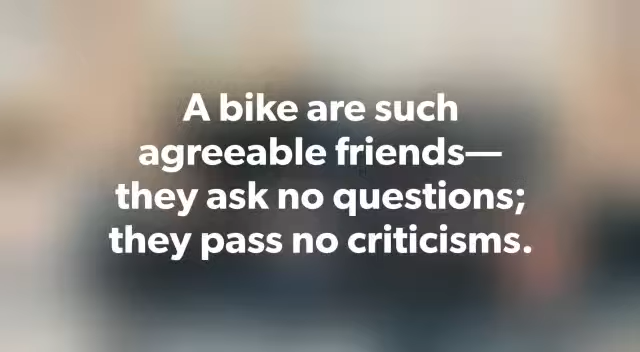 A bike are such
agreeable friends—
they ask no questions;
they pass no criticisms.